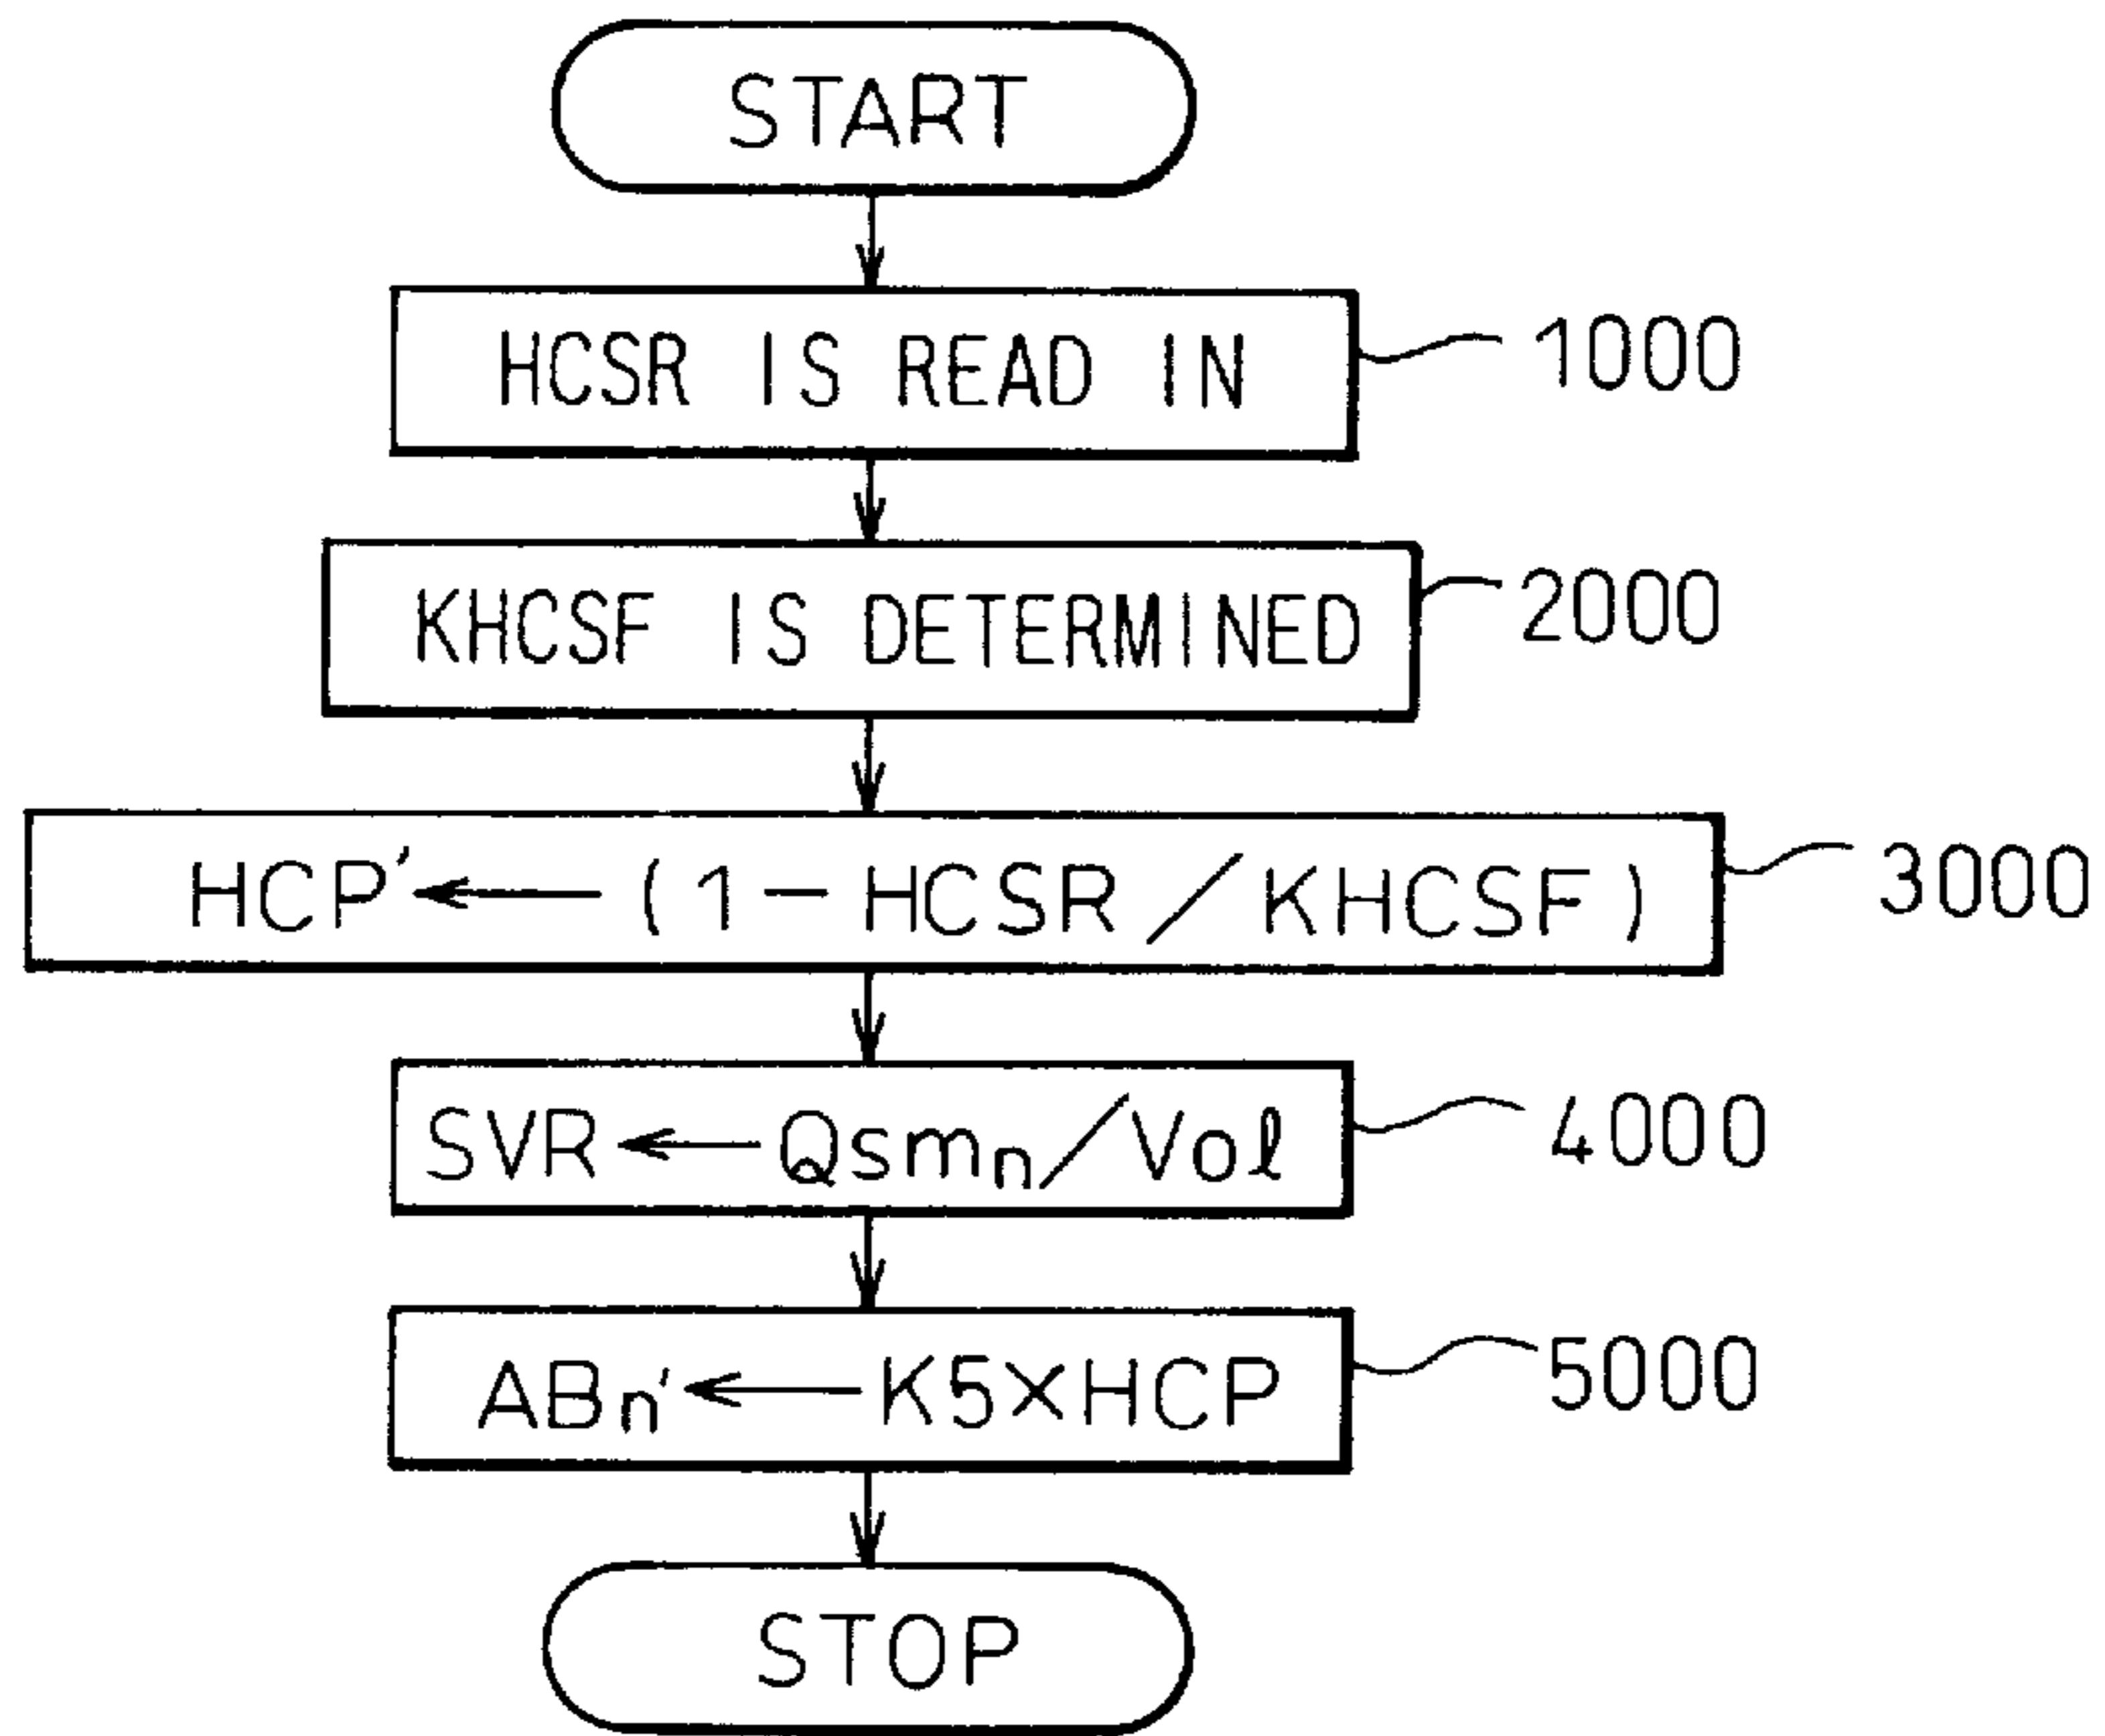 START
HCSR IS READ IN 1000
KHCSF IS DETERMINED 2000
HCP' ← (1 − HCSR / KHCSF) 3000
SVR ← Qsmₙ/Vol 4000
ABn' ← K5×HCP 5000
STOP